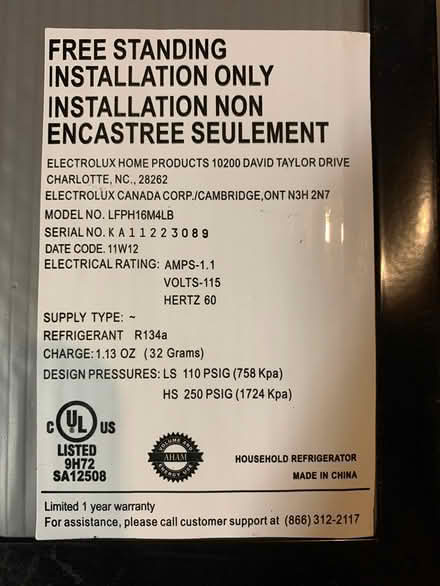 FREE STANDING
INSTALLATION ONLY
INSTALLATION NON
ENCASTREE SEULEMENT
ELECTROLUX HOME PRODUCTS 10200 DAVID TAYLOR DRIVE
CHARLOTTE, NC., 28262
ELECTROLUX CANADA CORP./CAMBRIDGE,ONT N3H 2N7
MODEL NO. LFPH16M4LB
SERIAL NO. KA11223089
DATE CODE. 11W12
ELECTRICAL RATING: AMPS-1.1
VOLTS-115
HERTZ 60
SUPPLY TYPE: ~
REFRIGERANT R134a
CHARGE: 1.13 OZ (32 Grams)
DESIGN PRESSURES: LS 110 PSIG (758 Kpa)
HS 250 PSIG (1724 Kpa)
C UL US
LISTED
9H72
SA12508
AHAM
HOUSEHOLD REFRIGERATOR
MADE IN CHINA
Limited 1 year warranty
For assistance, please call customer support at (866) 312-2117